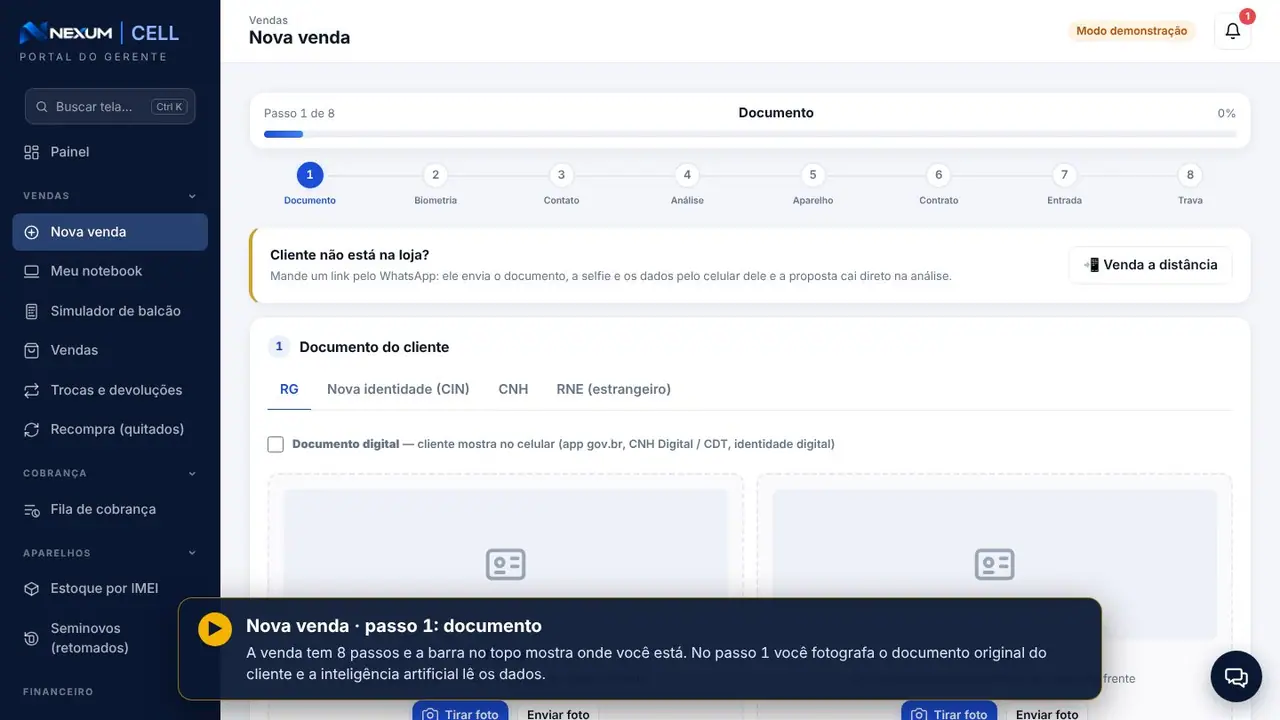 NEXUM | CELL
PORTAL DO GERENTE
Buscar tela... Ctrl K
Painel
VENDAS
Nova venda
Meu notebook
Simulador de balcão
Vendas
Trocas e devoluções
Recompra (quitados)
COBRANÇA
Fila de cobrança
APARELHOS
Estoque por IMEI
Seminovos
(retomados)
FINANCEIRO
Vendas
Nova venda
Modo demonstração
1
Passo 1 de 8
Documento
0%
1 2 3 4 5 6 7 8
Documento Biometria Contato Análise Aparelho Contrato Entrada Trava
Cliente não está na loja?
Mande um link pelo WhatsApp: ele envia o documento, a selfie e os dados pelo celular dele e a proposta cai direto na análise.
Venda a distância
1 Documento do cliente
RG Nova identidade (CIN) CNH RNE (estrangeiro)
Documento digital — cliente mostra no celular (app gov.br, CNH Digital / CDT, identidade digital)
Nova venda · passo 1: documento
A venda tem 8 passos e a barra no topo mostra onde você está. No passo 1 você fotografa o documento original do
cliente e a inteligência artificial lê os dados.
frente
Tirar foto Enviar foto Tirar foto Enviar foto